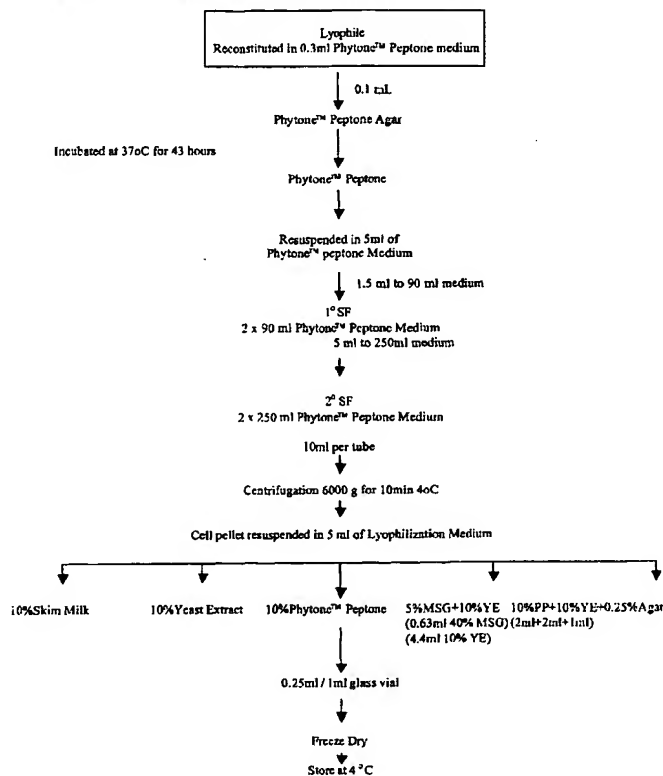 Lyophile
Reconstituted in 0.3ml Phytone™ Peptone medium
0.1 mL
Phytone™ Peptone Agar
Incubated at 37oC for 43 hours
Phytone™ Peptone
Resuspended in 5ml of
Phytone™ peptone Medium
1.5 ml to 90 ml medium
1° SF
2 x 90 ml Phytone™ Peptone Medium
5 ml to 250ml medium
2° SF
2 x 250 ml Phytone™ Peptone Medium
10ml per tube
Centrifugation 6000 g for 10min 4oC
Cell pellet resuspended in 5 ml of Lyophilization Medium
10%Skim Milk 10%Yeast Extract 10%Phytone™ Peptone 5%MSG+10%YE 10%PP+10%YE+0.25%Agar
(0.63ml 40% MSG) (2ml+2ml+1ml)
(4.4ml 10% YE)
0.25ml / 1ml glass vial
Freeze Dry
Store at 4 °C